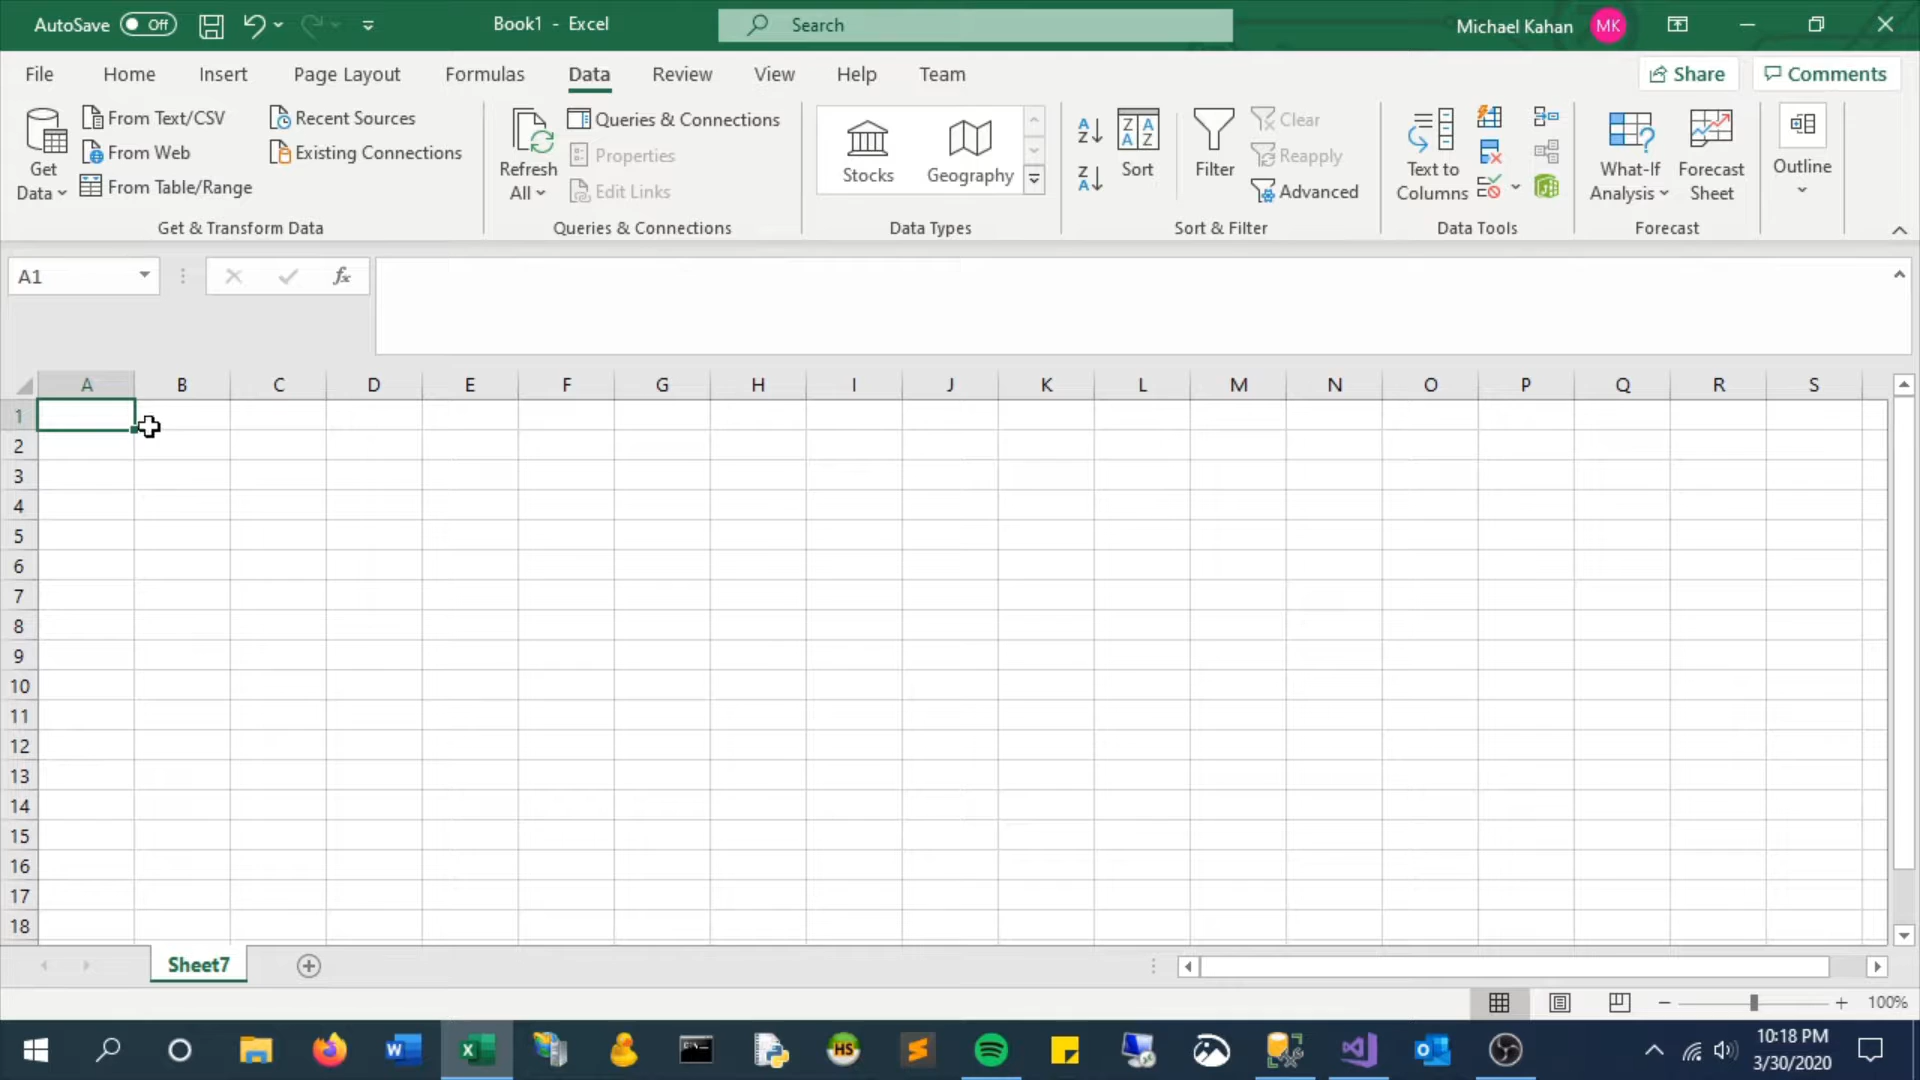 AutoSave Off Book1 - Excel Search Michael Kahan MK
File Home Insert Page Layout Formulas Data Review View Help Team Share Comments
Get Data
From Text/CSV
From Web
From Table/Range
Recent Sources
Existing Connections
Get & Transform Data
Refresh All
Queries & Connections
Properties
Edit Links
Queries & Connections
Stocks
Geography
Data Types
Sort
Filter
Clear
Reapply
Advanced
Sort & Filter
Text to Columns
Data Tools
What-If Analysis
Forecast Sheet
Forecast
Outline
A1 fx
A B C D E F G H I J K L M N O P Q R S
1
2
3
4
5
6
7
8
9
10
11
12
13
14
15
16
17
18
Sheet7
100%
10:18 PM
3/30/2020